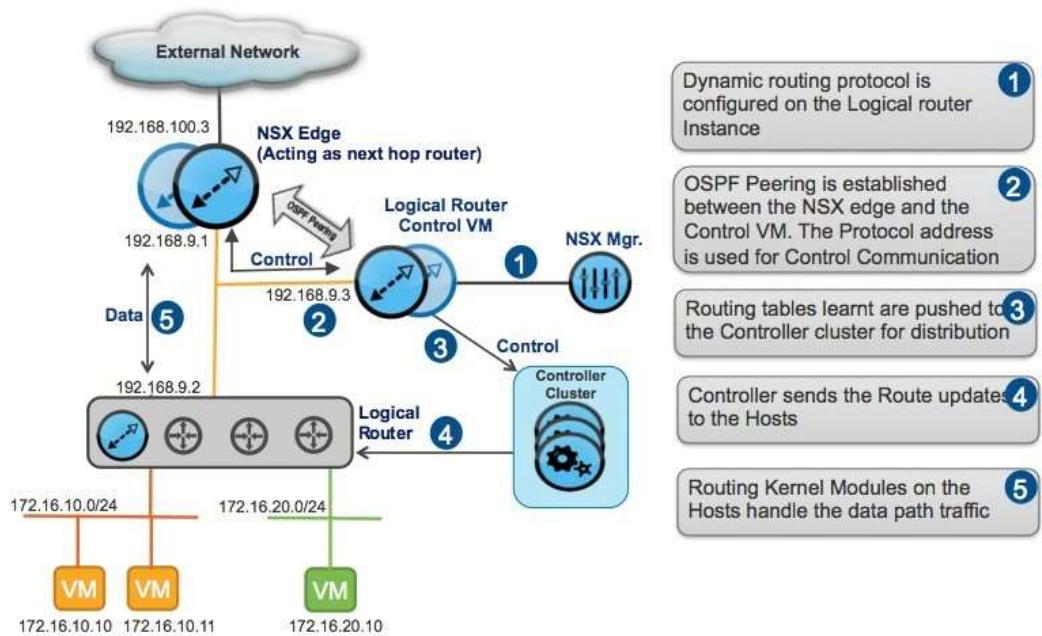 External Network
192.168.100.3
NSX Edge
(Acting as next hop router)
OSPF Peering
Logical Router
Control VM
NSX Mgr.
192.168.9.1
Control
1
192.168.9.3
2
Data
5
3
Control
192.168.9.2
Controller
Cluster
Logical
Router
4
172.16.10.0/24
172.16.20.0/24
VM
VM
VM
172.16.10.10
172.16.10.11
172.16.20.10
Dynamic routing protocol is
configured on the Logical router
Instance
1
OSPF Peering is established
between the NSX edge and the
Control VM. The Protocol address
is used for Control Communication
2
Routing tables learnt are pushed to
the Controller cluster for distribution
3
Controller sends the Route updates
to the Hosts
4
Routing Kernel Modules on the
Hosts handle the data path traffic
5